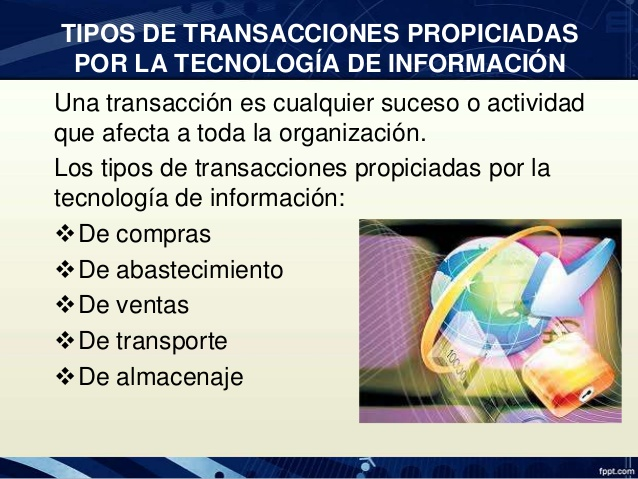 TIPOS DE TRANSACCIONES PROPICIADAS
POR LA TECNOLOGÍA DE INFORMACIÓN
Una transacción es cualquier suceso o actividad
que afecta a toda la organización.
Los tipos de transacciones propiciadas por la
tecnología de información:
❖De compras
❖De abastecimiento
❖De ventas
❖De transporte
❖De almacenaje
fppt.com